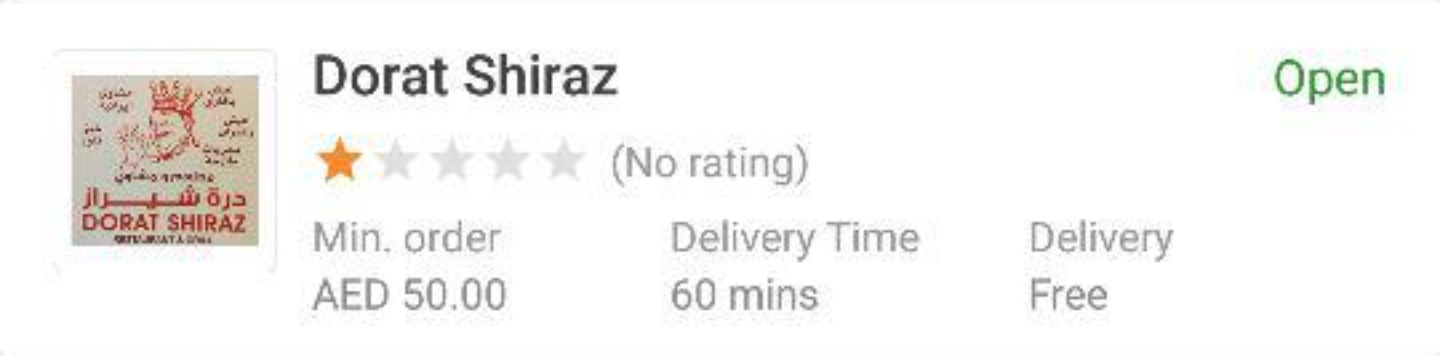 Dorat Shiraz
Open
(No rating)
Min. order
Delivery Time
Delivery
AED 50.00
60 mins
Free
درة شيراز
DORAT SHIRAZ